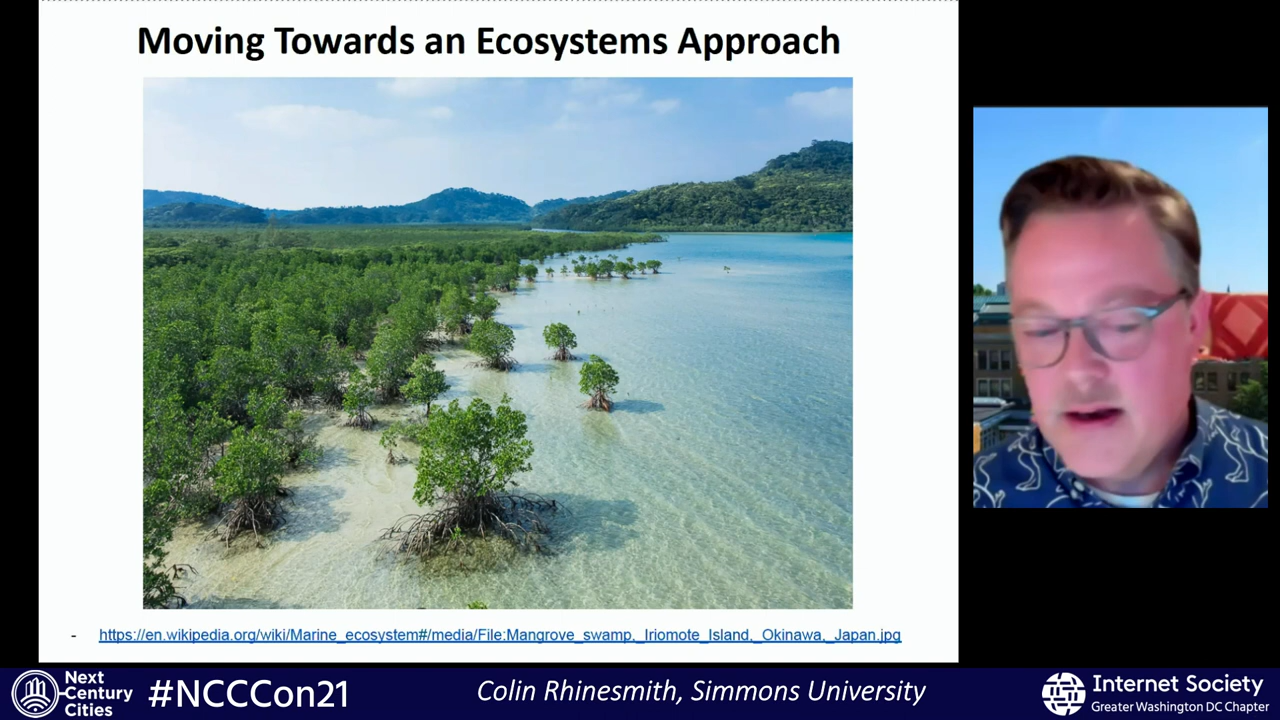 Moving Towards an Ecosystems Approach
- https://en.wikipedia.org/wiki/Marine_ecosystem#/media/File:Mangrove_swamp,_Iriomote_Island,_Okinawa,_Japan.jpg
Next
Century
Cities
#NCCCon21
Colin Rhinesmith, Simmons University
Internet Society
Greater Washington DC Chapter